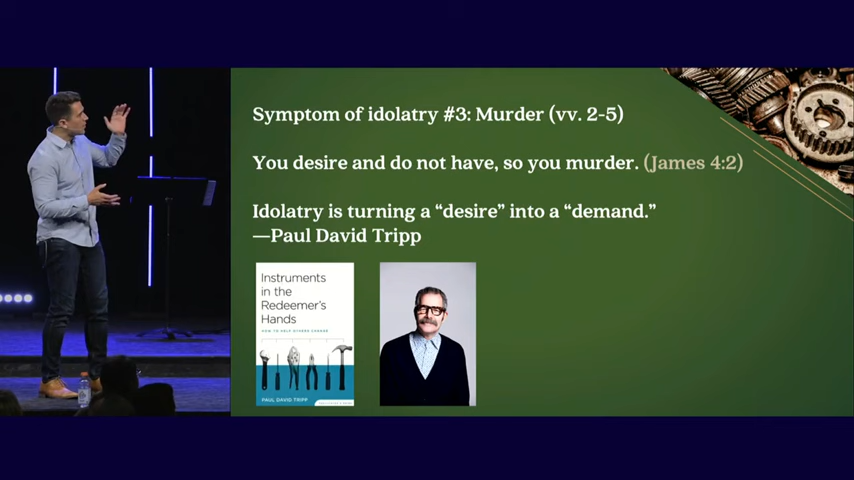 Symptom of idolatry #3: Murder (vv. 2-5)
You desire and do not have, so you murder. (James 4:2)
Idolatry is turning a “desire” into a “demand.”
—Paul David Tripp
Instruments
in the
Redeemer's
Hands
HOW TO HELP OTHERS CHANGE
PAUL DAVID TRIPP